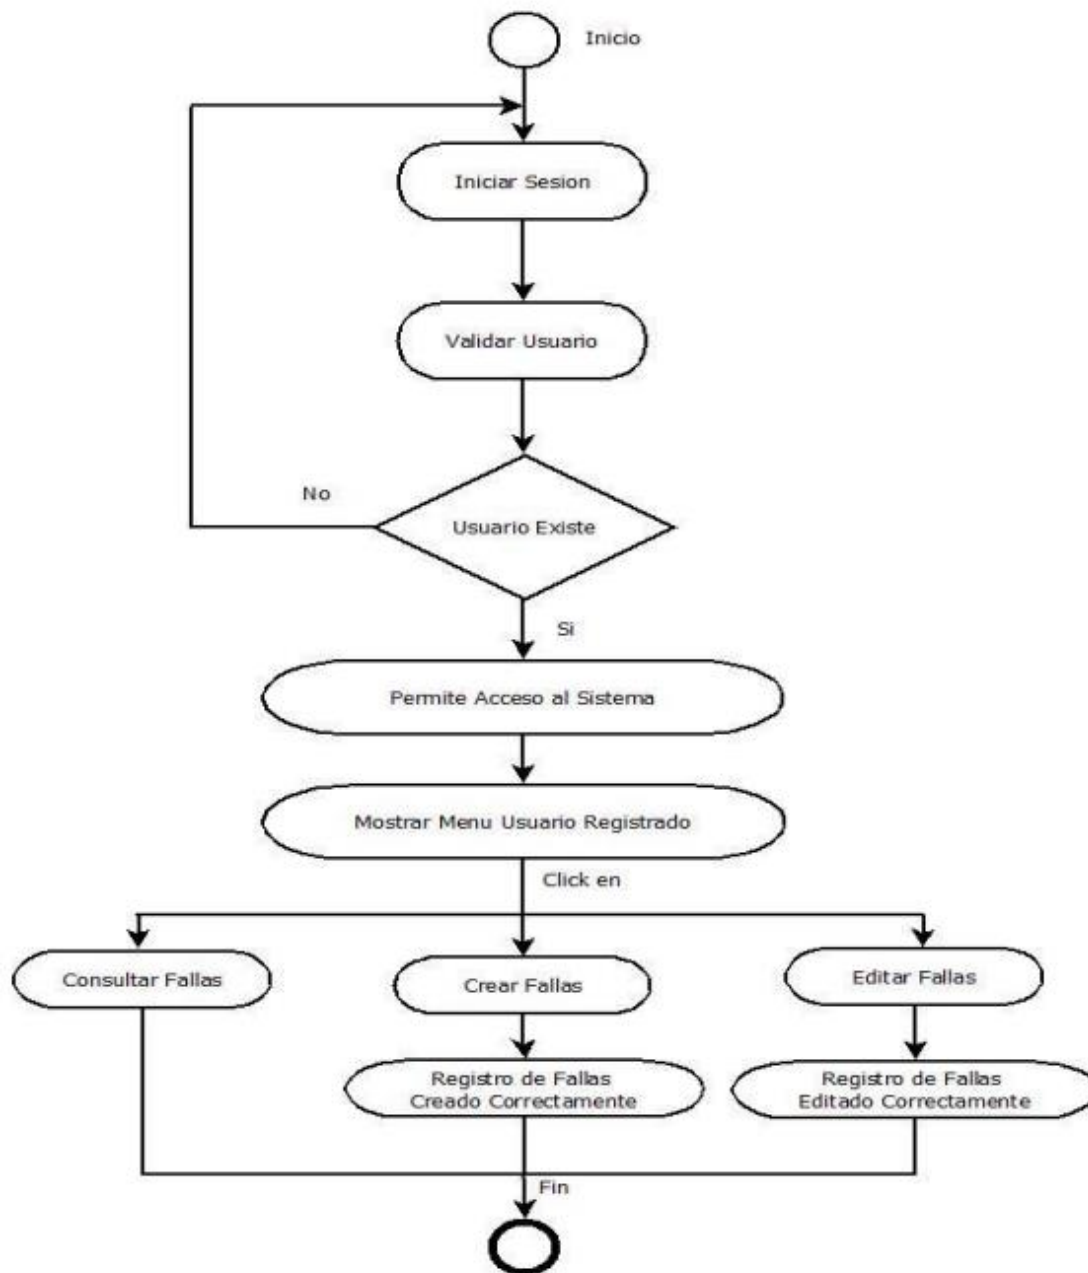 Inicio
Iniciar Sesion
Validar Usuario
No
Usuario Existe
Si
Permite Acceso al Sistema
Mostrar Menu Usuario Registrado
Click en
Consultar Fallas
Crear Fallas
Editar Fallas
Registro de Fallas
Creado Correctamente
Registro de Fallas
Editado Correctamente
Fin